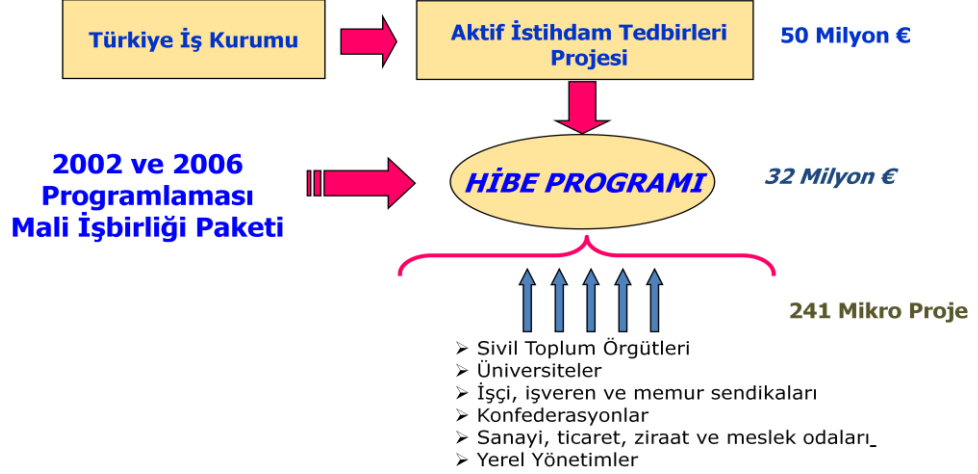 Türkiye İş Kurumu
Aktif İstihdam Tedbirleri
Projesi
50 Milyon €
2002 ve 2006
Programlaması
Mali İşbirliği Paketi
HİBE PROGRAMI
32 Milyon €
241 Mikro Proje
➢ Sivil Toplum Örgütleri
➢ Üniversiteler
➢ İşçi, işveren ve memur sendikaları
➢ Konfederasyonlar
➢ Sanayi, ticaret, ziraat ve meslek odaları_
➢ Yerel Yönetimler